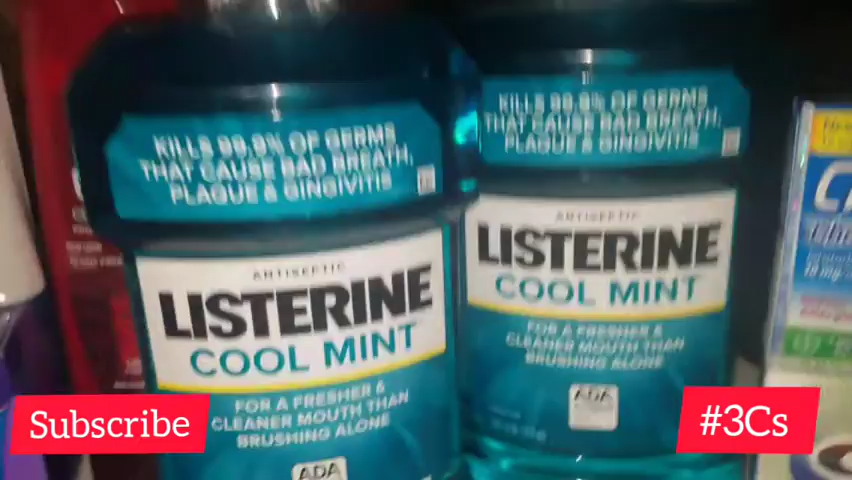 KILLS 99.9% OF GERMS
THAT CAUSE BAD BREATH,
PLAQUE & GINGIVITIS
ANTISEPTIC
LISTERINE
COOL MINT
FOR A FRESHER &
CLEANER MOUTH THAN
BRUSHING ALONE
ADA
KILLS 99.9% OF GERMS
THAT CAUSE BAD BREATH,
PLAQUE & GINGIVITIS
ANTISEPTIC
LISTERINE
COOL MINT
FOR A FRESHER &
CLEANER MOUTH THAN
BRUSHING ALONE
ADA
Subscribe
#3Cs